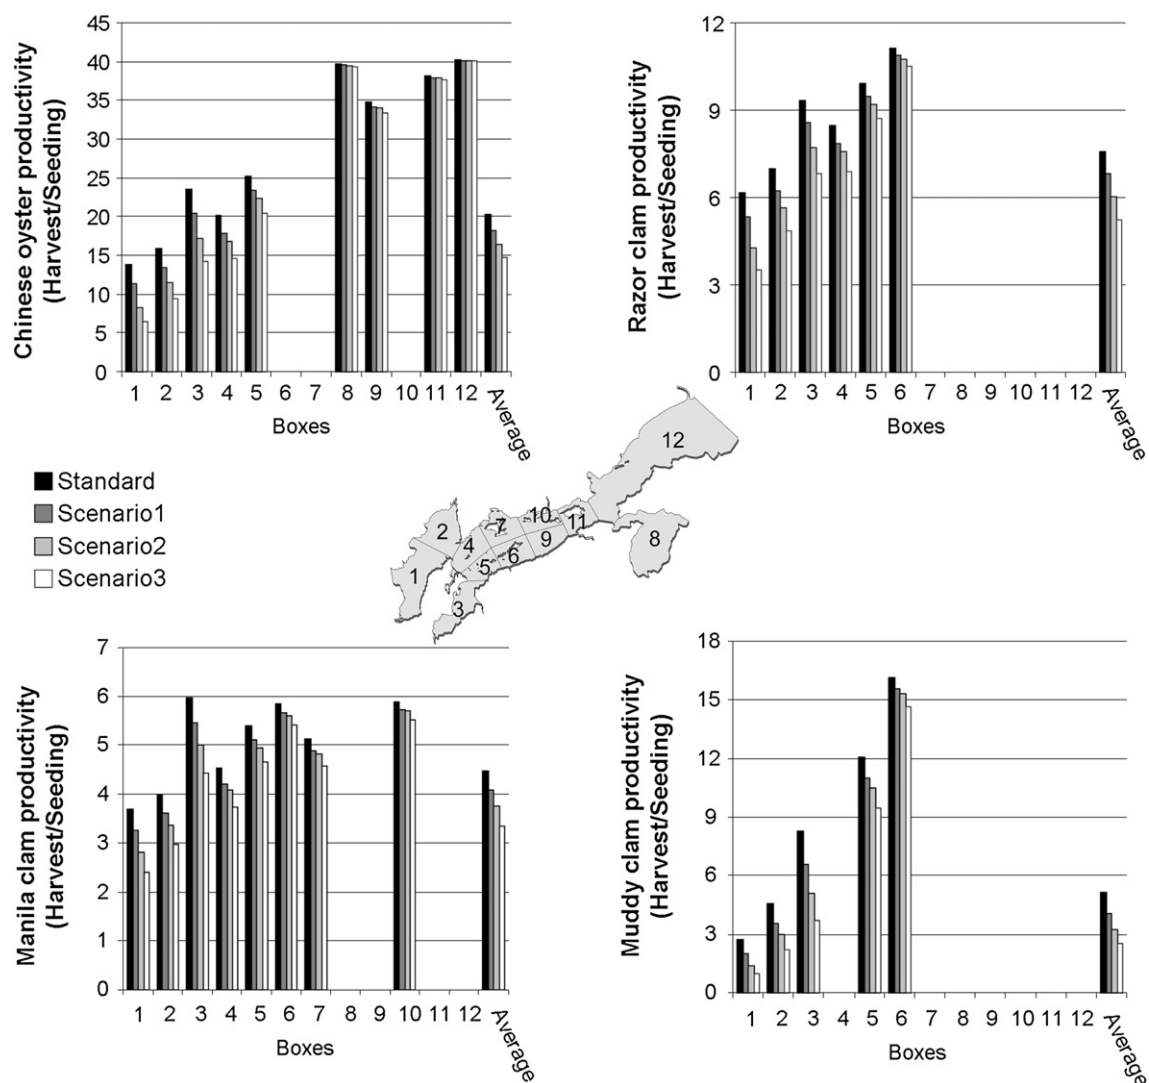 Chinese oyster productivity
(Harvest/Seeding)
45
40
35
30
25
20
15
10
5
0
1 2 3 4 5 6 7 8 9 10 11 12 Average
Boxes
Razor clam productivity
(Harvest/Seeding)
12
9
6
3
0
1 2 3 4 5 6 7 8 9 10 11 12 Average
Boxes
Standard
Scenario1
Scenario2
Scenario3
12
10
11
2
7
4
9
8
6
5
1
3
Manila clam productivity
(Harvest/Seeding)
7
6
5
4
3
2
1
0
1 2 3 4 5 6 7 8 9 10 11 12 Average
Boxes
Muddy clam productivity
(Harvest/Seeding)
18
15
12
9
6
3
0
1 2 3 4 5 6 7 8 9 10 11 12 Average
Boxes